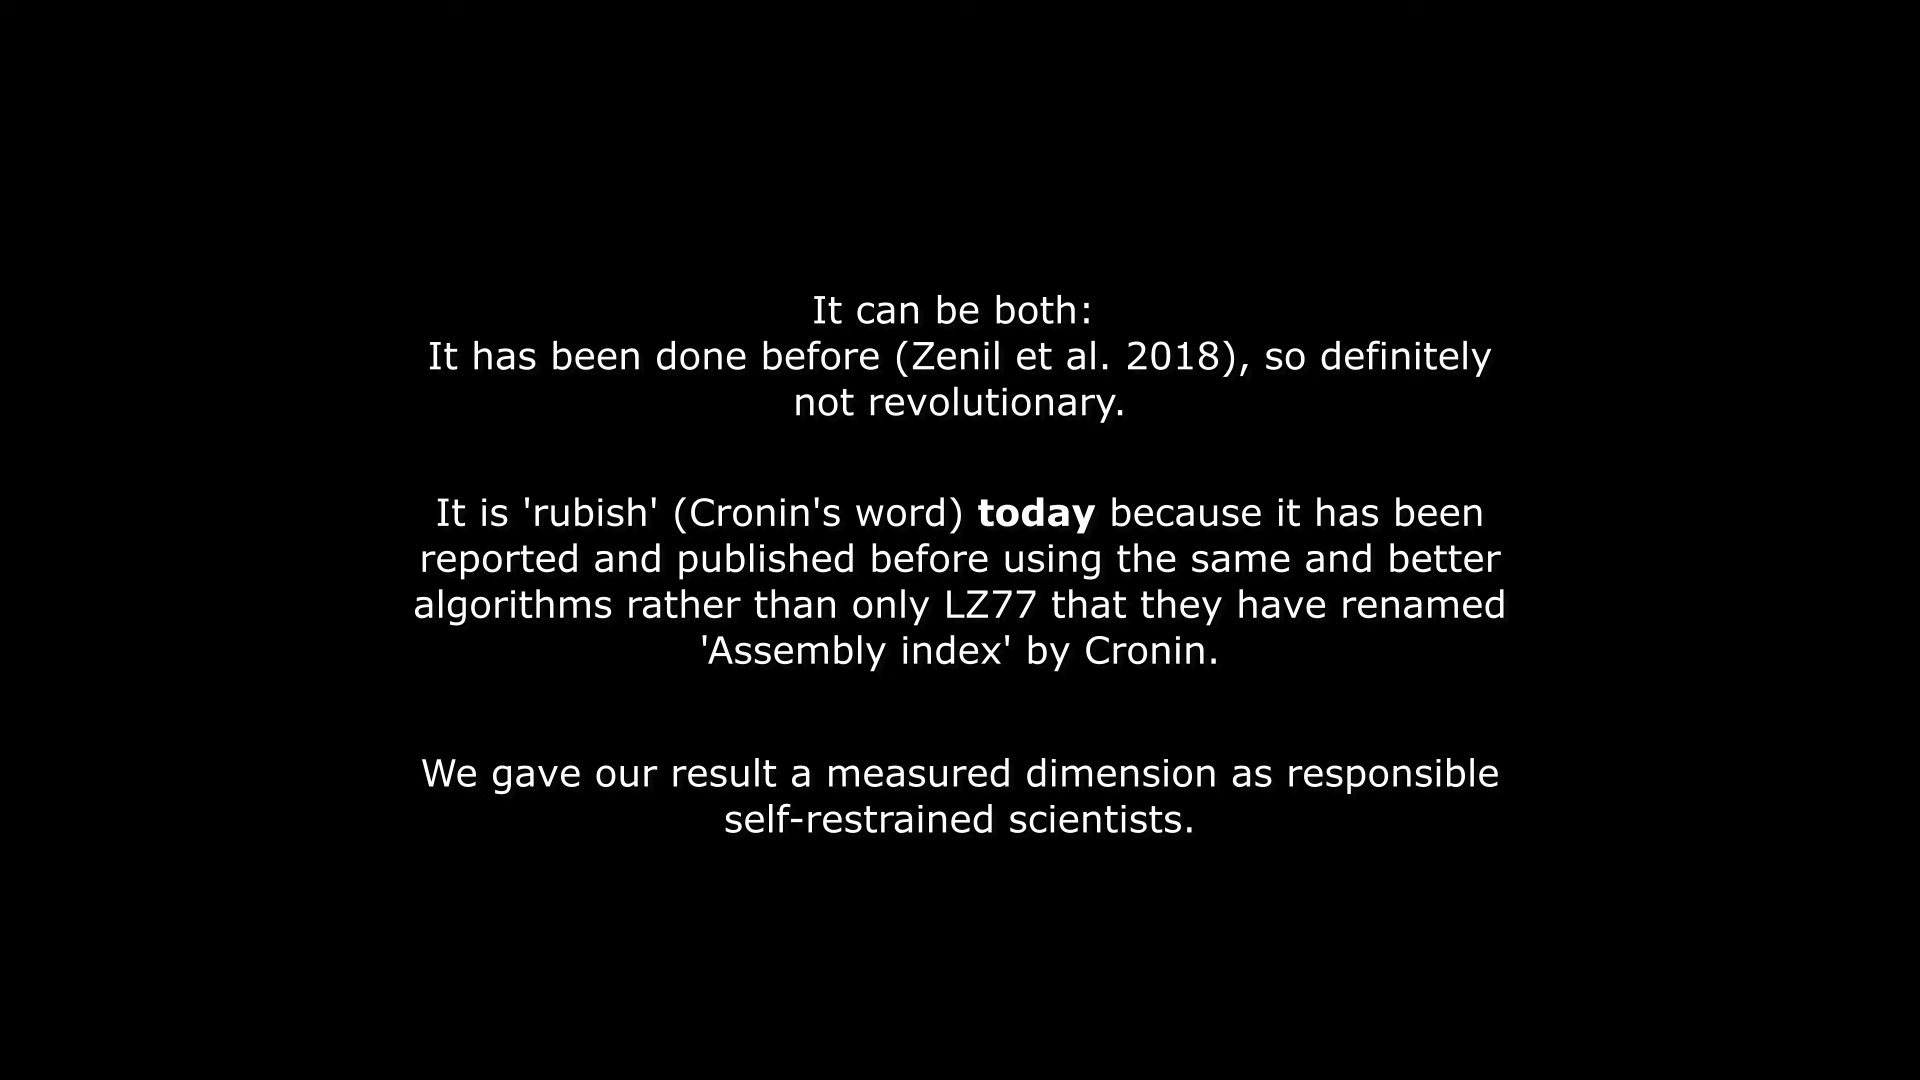 It can be both:
It has been done before (Zenil et al. 2018), so definitely
not revolutionary.
It is 'rubish' (Cronin's word) today because it has been
reported and published before using the same and better
algorithms rather than only LZ77 that they have renamed
'Assembly index' by Cronin.
We gave our result a measured dimension as responsible
self-restrained scientists.